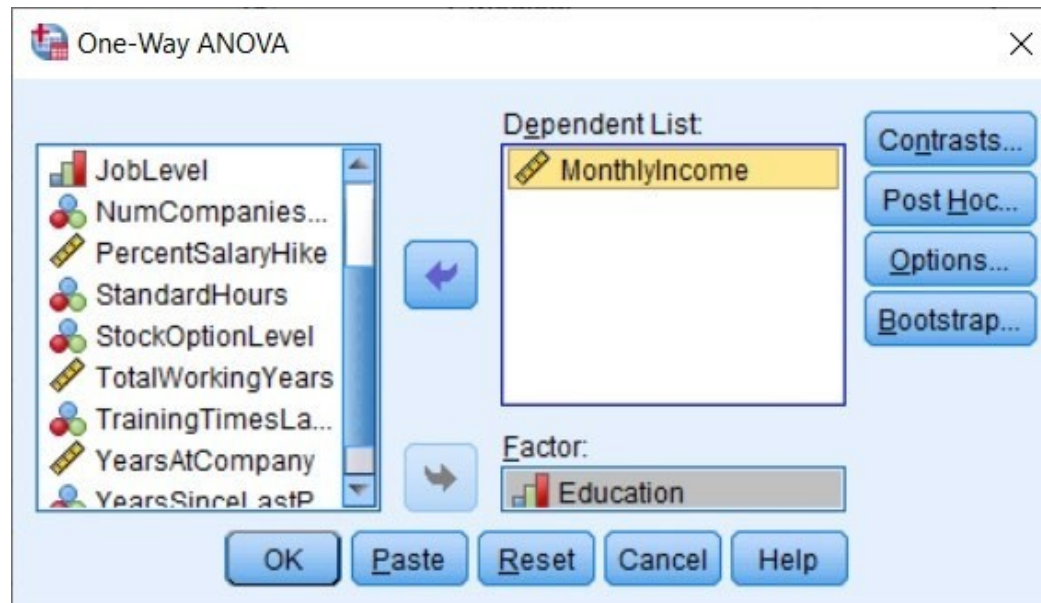 One-Way ANOVA
JobLevel
NumCompanies...
PercentSalaryHike
StandardHours
StockOptionLevel
TotalWorkingYears
TrainingTimesLa...
YearsAtCompany
YearsSinceLastP
Dependent List:
MonthlyIncome
Factor:
Education
Contrasts...
Post Hoc...
Options...
Bootstrap...
OK
Paste
Reset
Cancel
Help